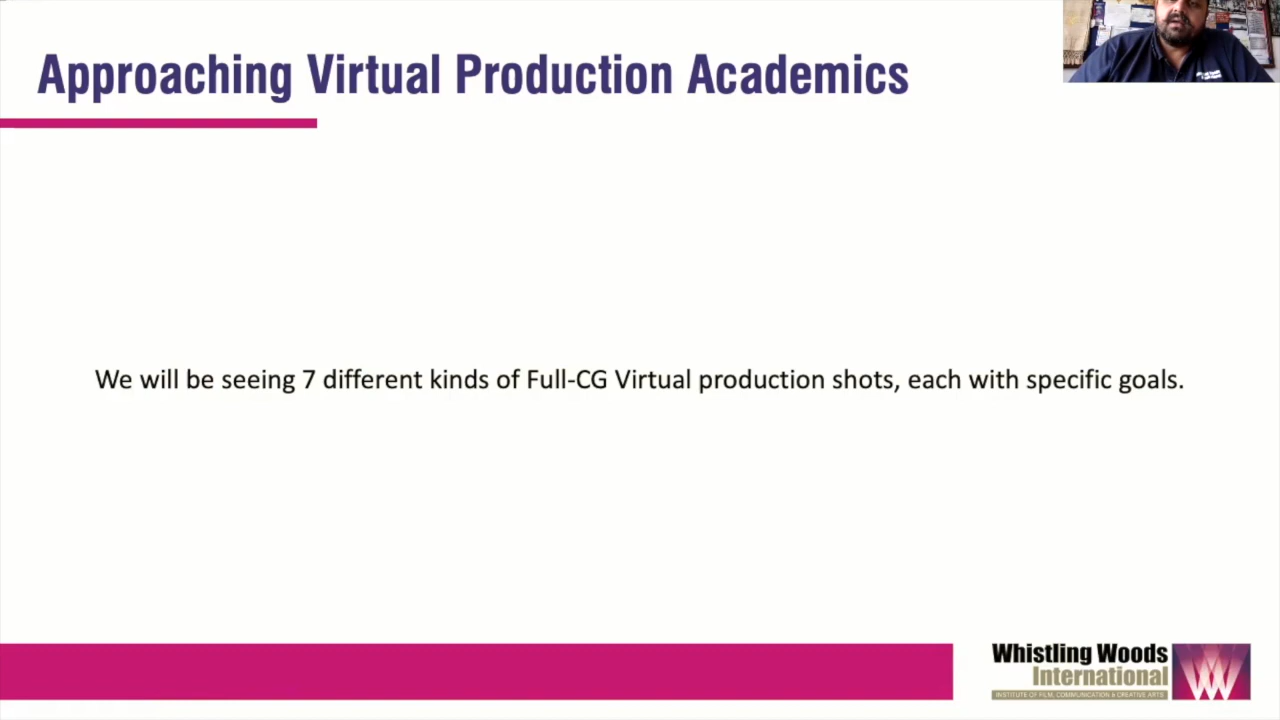 Approaching Virtual Production Academics
We will be seeing 7 different kinds of Full-CG Virtual production shots, each with specific goals.
Whistling Woods
International
INSTITUTE OF FILM, COMMUNICATION & CREATIVE ARTS